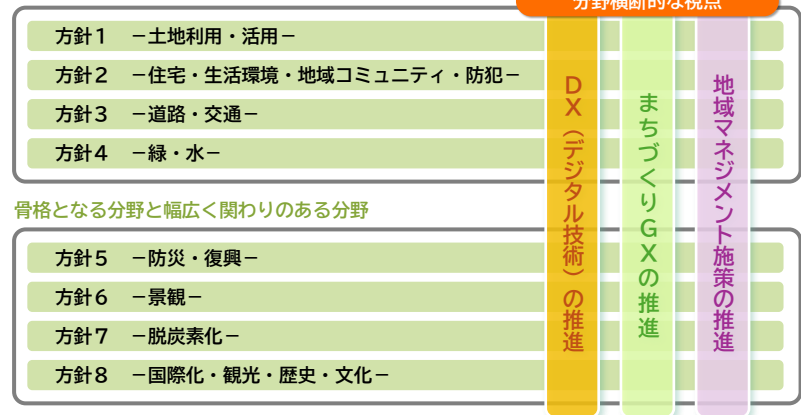 分野横断的な視点
方針1 －土地利用・活用－
方針2 －住宅・生活環境・地域コミュニティ・防犯－
方針3 －道路・交通－
方針4 －緑・水－
骨格となる分野と幅広く関わりのある分野
方針5 －防災・復興－
方針6 －景観－
方針7 －脱炭素化－
方針8 －国際化・観光・歴史・文化－
DX（デジタル技術）の推進
まちづくりGXの推進
地域マネジメント施策の推進